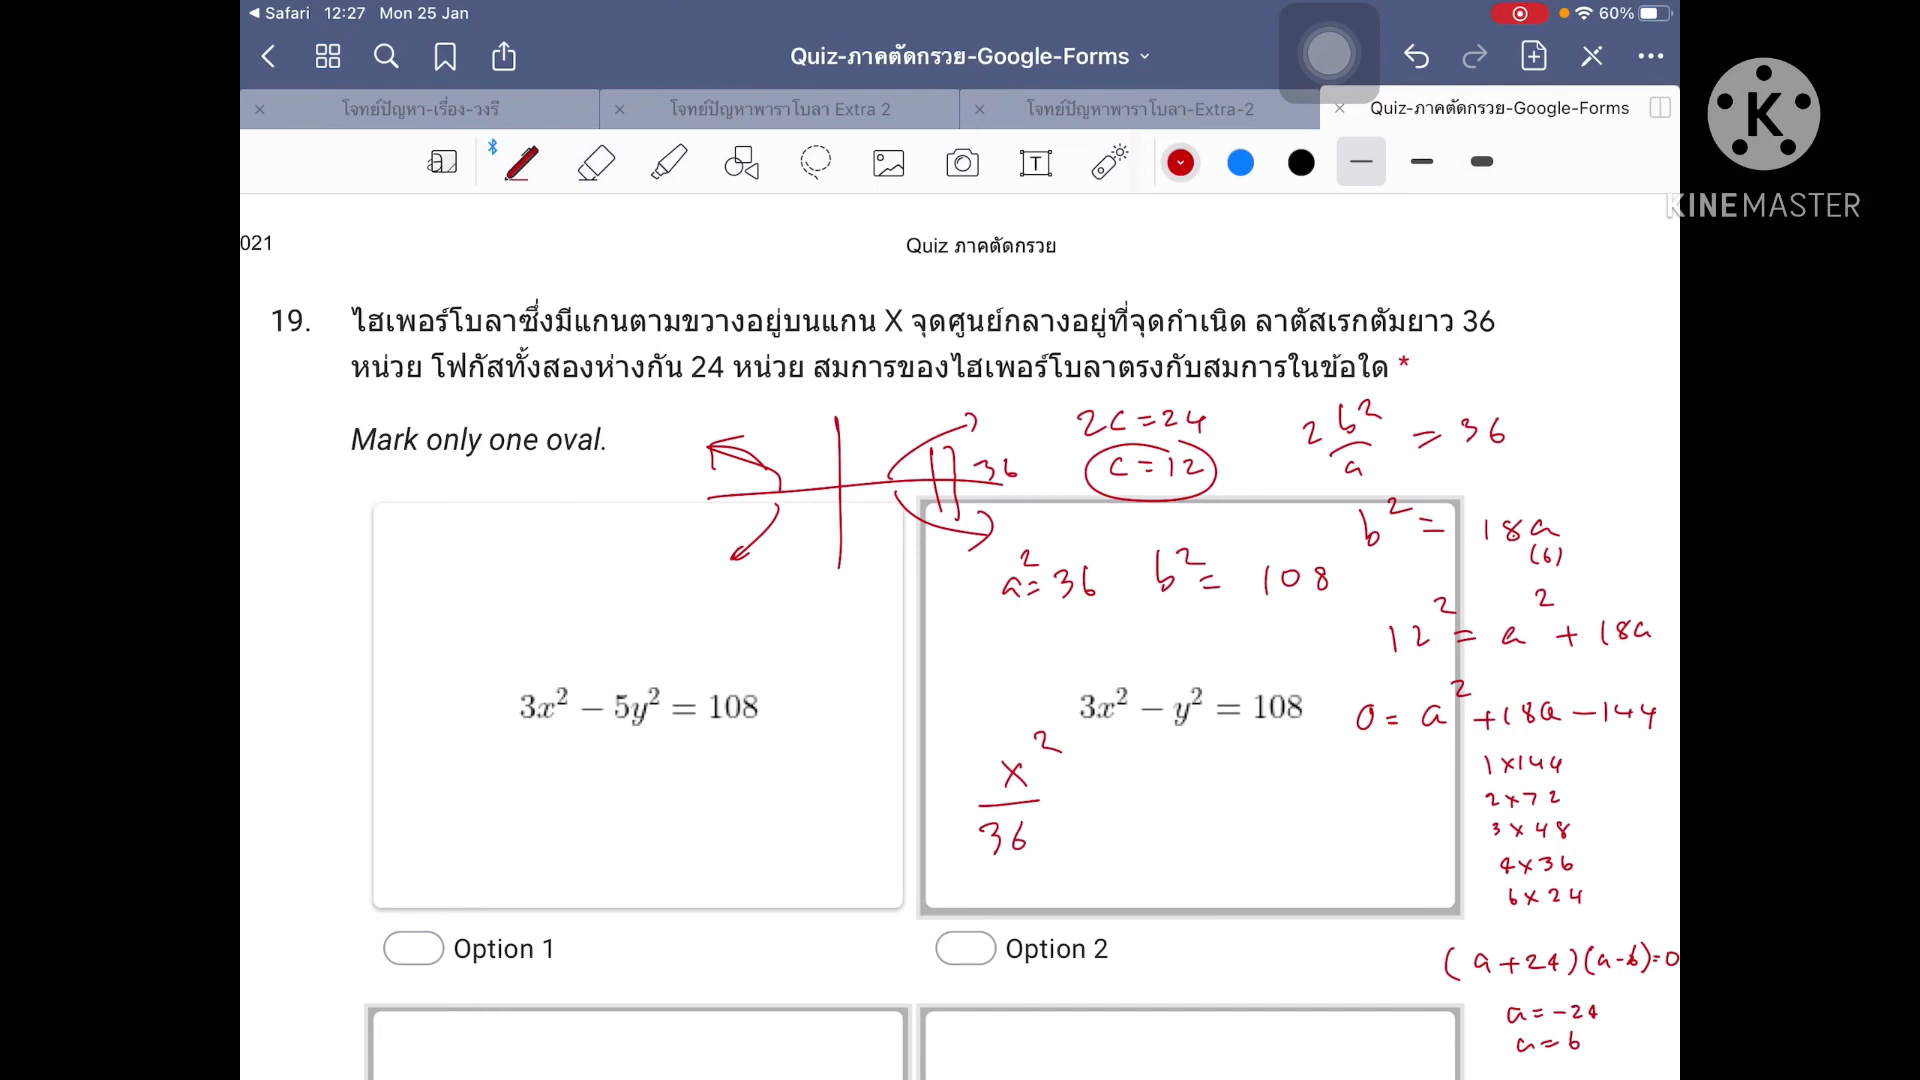 Safari 12:27 Mon 25 Jan
60%
Quiz-ภาคตัดกรวย-Google-Forms
โจทย์ปัญหา-เรื่อง-วงรี
โจทย์ปัญหาพาราโบลา Extra 2
โจทย์ปัญหาพาราโบลา-Extra-2
Quiz-ภาคตัดกรวย-Google-Forms
K
KINEMASTER
021
Quiz ภาคตัดกรวย
19. ไฮเพอร์โบลาซึ่งมีแกนตามขวางอยู่บนแกน X จุดศูนย์กลางอยู่ที่จุดกำเนิด ลาตัสเรกตัมยาว 36
หน่วย โฟกัสทั้งสองห่างกัน 24 หน่วย สมการของไฮเพอร์โบลาตรงกับสมการในข้อใด *
Mark only one oval.
36
2c = 24
c = 12
2b²/a = 36
b² = 18a
(6)
a² = 36 b² = 108
12² = a² + 18a
0 = a² + 18a - 144
3x² − 5y² = 108
3x² − y² = 108
x²/36
1 x 144
2 x 72
3 x 48
4 x 36
6 x 24
(a + 24)(a - 6) = 0
a = -24
a = 6
Option 1
Option 2